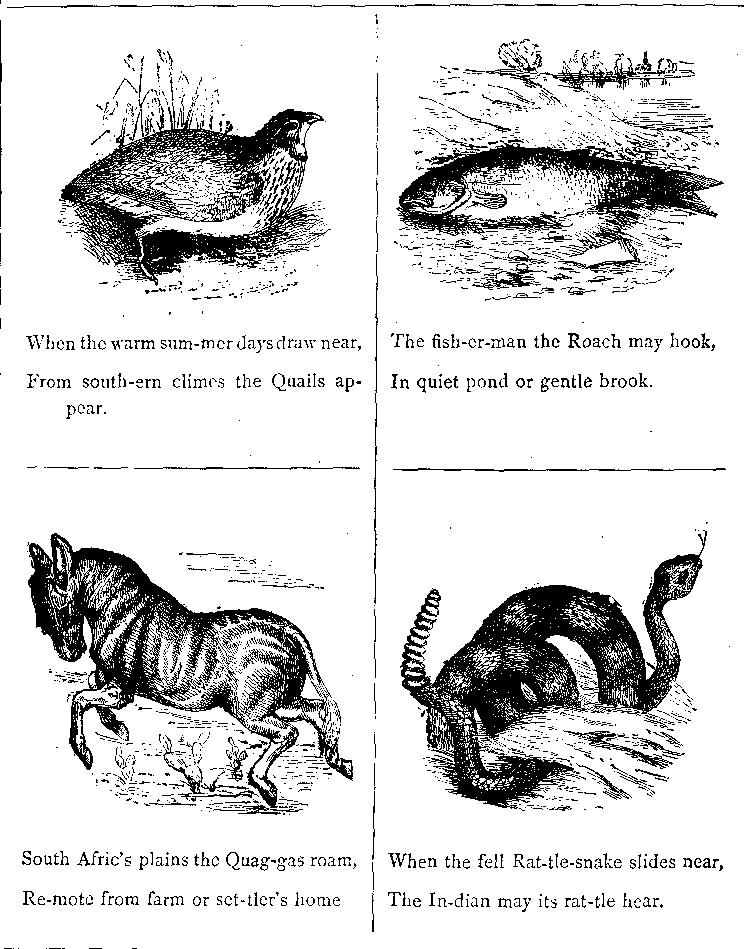 When the warm sum-mer days draw near,
From south-ern climes the Quails ap-
pear.
The fish-er-man the Roach may hook,
In quiet pond or gentle brook.
South Afric's plains the Quag-gas roam,
Re-mote from farm or set-tler's home
When the fell Rat-tle-snake slides near,
The In-dian may its rat-tle hear.